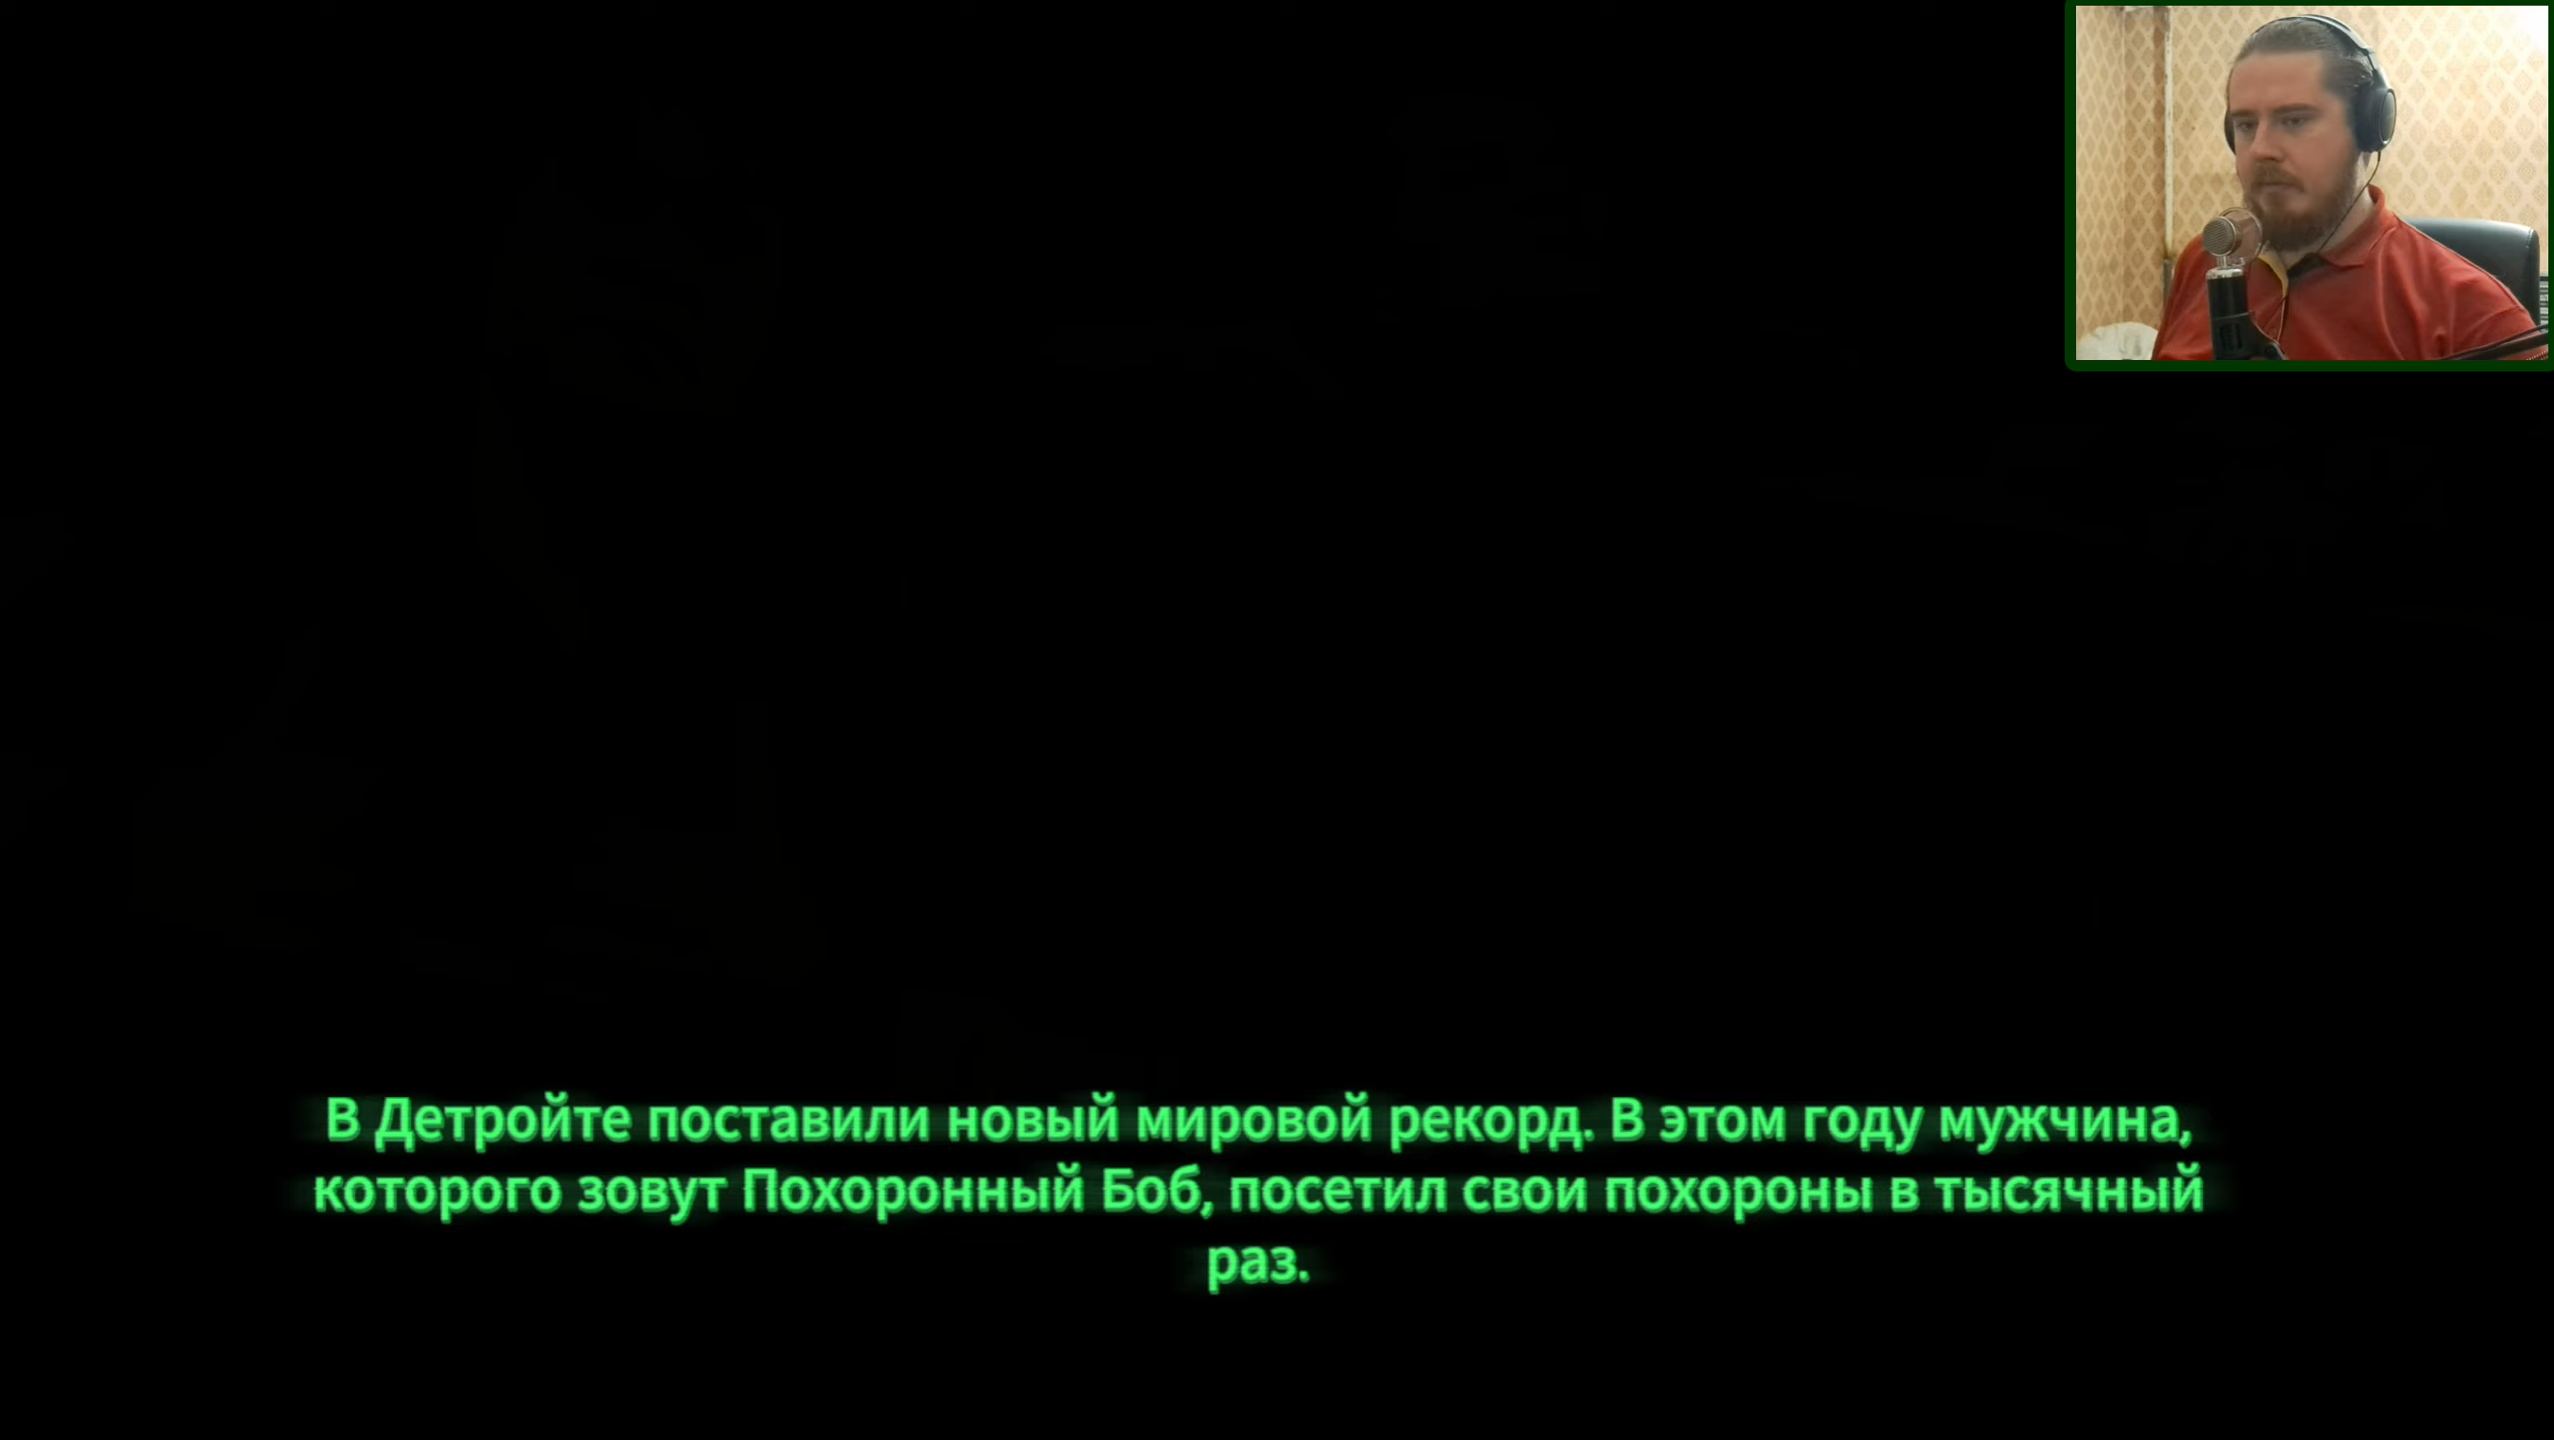 В Детройте поставили новый мировой рекорд. В этом году мужчина,
которого зовут Похоронный Боб, посетил свои похороны в тысячный
раз.